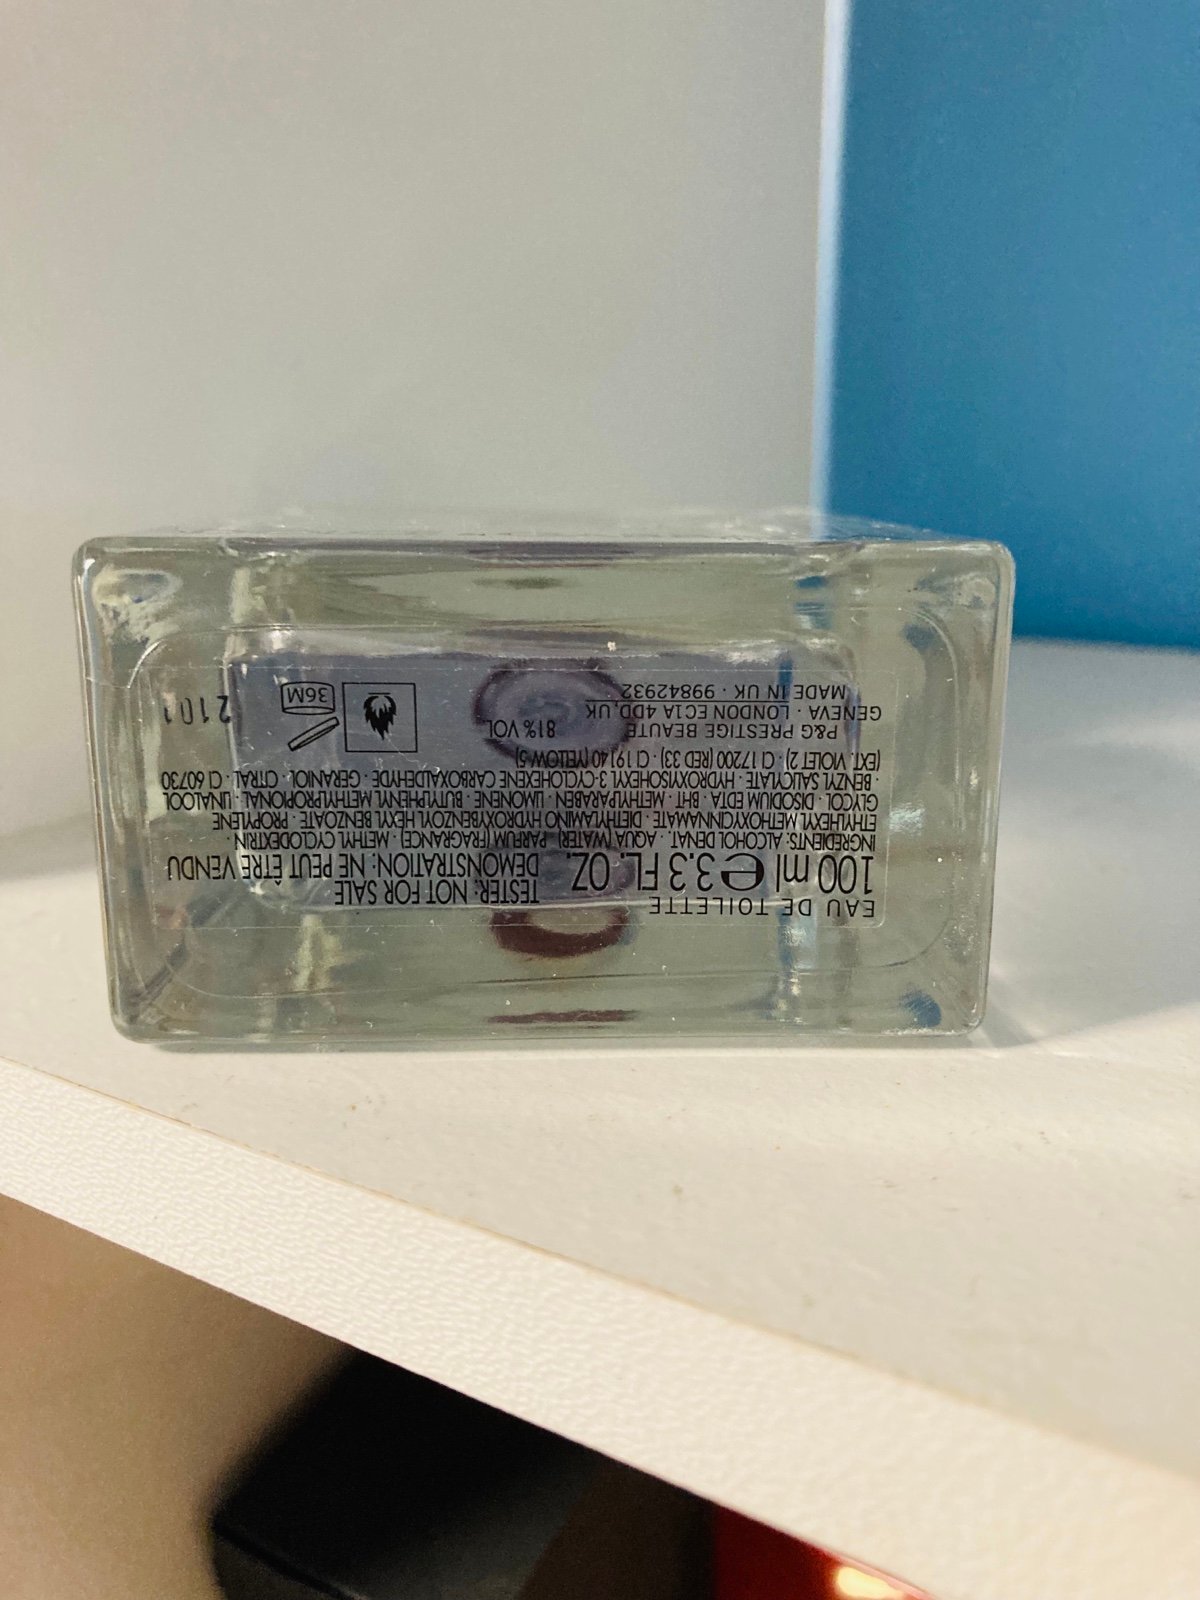 EAU DE TOILETTE
100 ml e 3.3 FL. OZ.
TESTER: NOT FOR SALE
DEMONSTRATION: NE PEUT ÊTRE VENDU
INGREDIENTS: ALCOHOL DENAT. · AQUA (WATER) · PARFUM (FRAGRANCE) · METHYL CYCLODEXTRIN ·
ETHYLHEXYL METHOXYCINNAMATE · DIETHYLAMINO HYDROXYBENZOYL HEXYL BENZOATE · PROPYLENE
GLYCOL · DISODIUM EDTA · BHT · METHYLPARABEN · LIMONENE · BUTYLPHENYL METHYLPROPIONAL · LINALOOL
· BENZYL SALICYLATE · HYDROXYISOHEXYL 3-CYCLOHEXENE CARBOXALDEHYDE · GERANIOL · CITRAL · CI 60730
(EXT. VIOLET 2) · CI 17200 (RED 33) · CI 19140 (YELLOW 5)
P&G PRESTIGE BEAUTE
GENEVA · LONDON EC1A 4DD, UK
MADE IN UK · 99842932
81% VOL
36M
2101